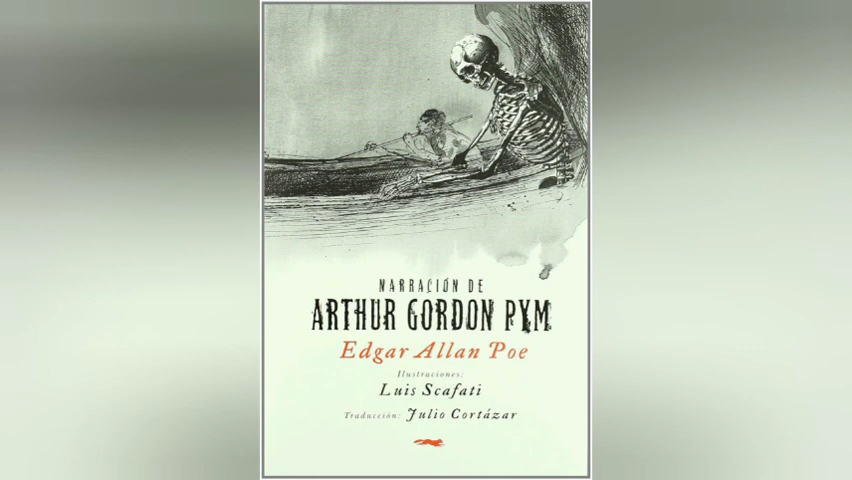 NARRACIÓN DE
ARTHUR GORDON PYM
Edgar Allan Poe
Ilustraciones:
Luis Scafati
Traducción: Julio Cortázar